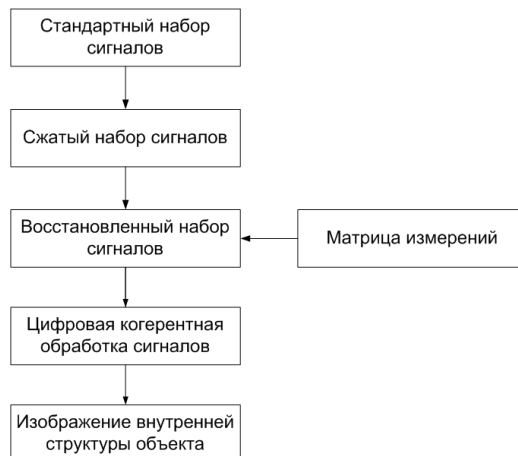 Стандартный набор
сигналов
Сжатый набор сигналов
Восстановленный набор
сигналов
Матрица измерений
Цифровая когерентная
обработка сигналов
Изображение внутренней
структуры объекта